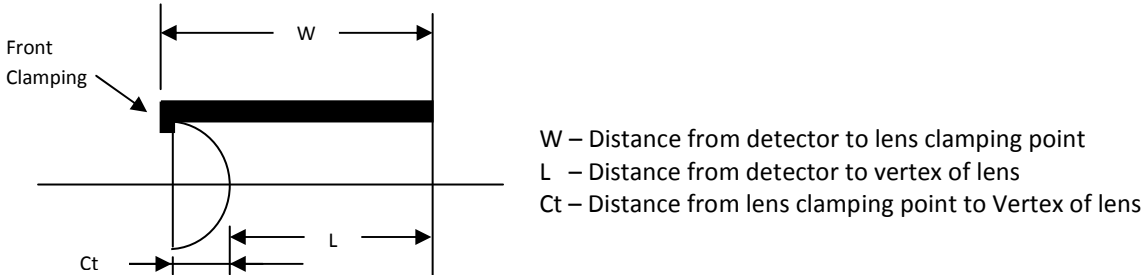 W
Front
Clamping
W – Distance from detector to lens clamping point
L – Distance from detector to vertex of lens
Ct – Distance from lens clamping point to Vertex of lens
L
Ct